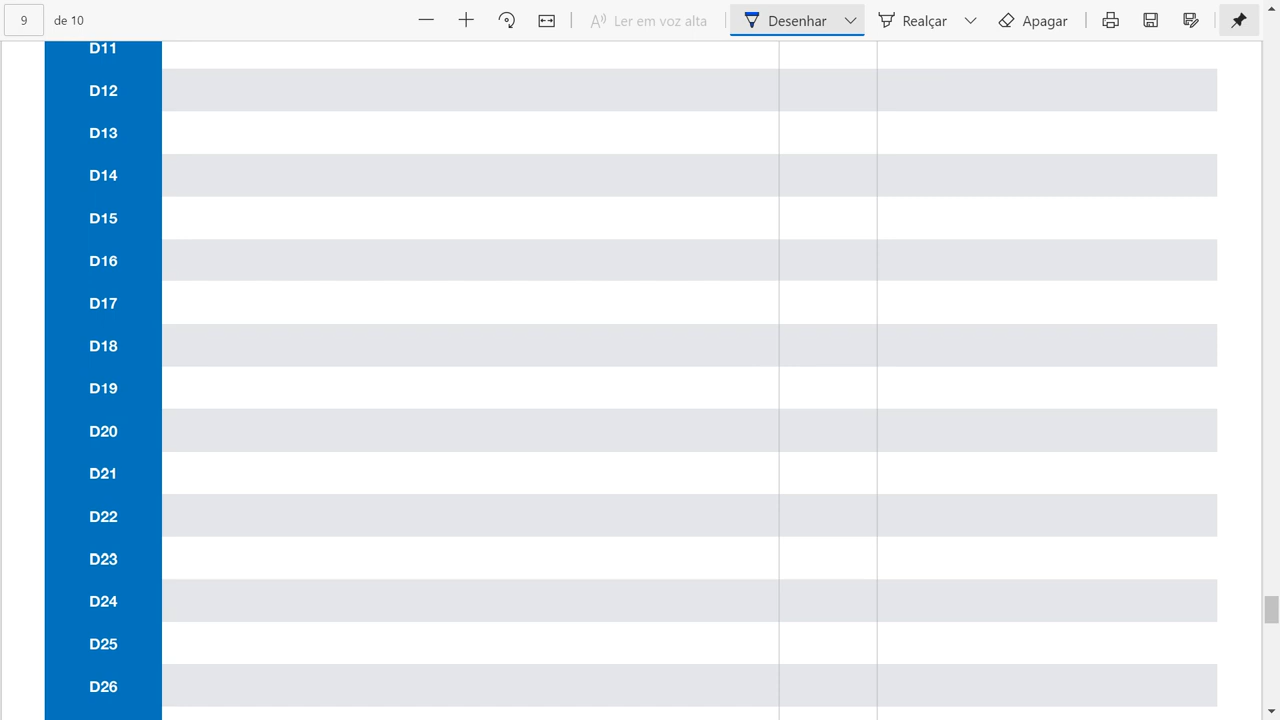 9 de 10 Ler em voz alta Desenhar Realçar Apagar
D11
D12
D13
D14
D15
D16
D17
D18
D19
D20
D21
D22
D23
D24
D25
D26